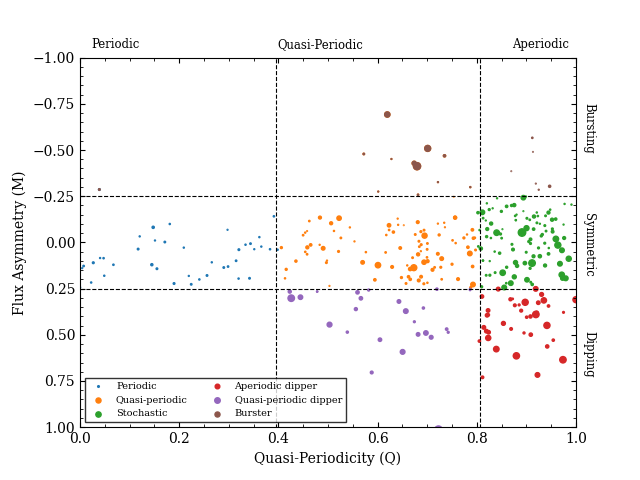 Periodic Quasi-Periodic Aperiodic
−1.00
−0.75
−0.50
−0.25
0.00
0.25
0.50
0.75
1.00
Flux Asymmetry (M)
Bursting
Symmetric
Dipping
Periodic
Quasi-periodic
Stochastic
Aperiodic dipper
Quasi-periodic dipper
Burster
0.0 0.2 0.4 0.6 0.8 1.0
Quasi-Periodicity (Q)